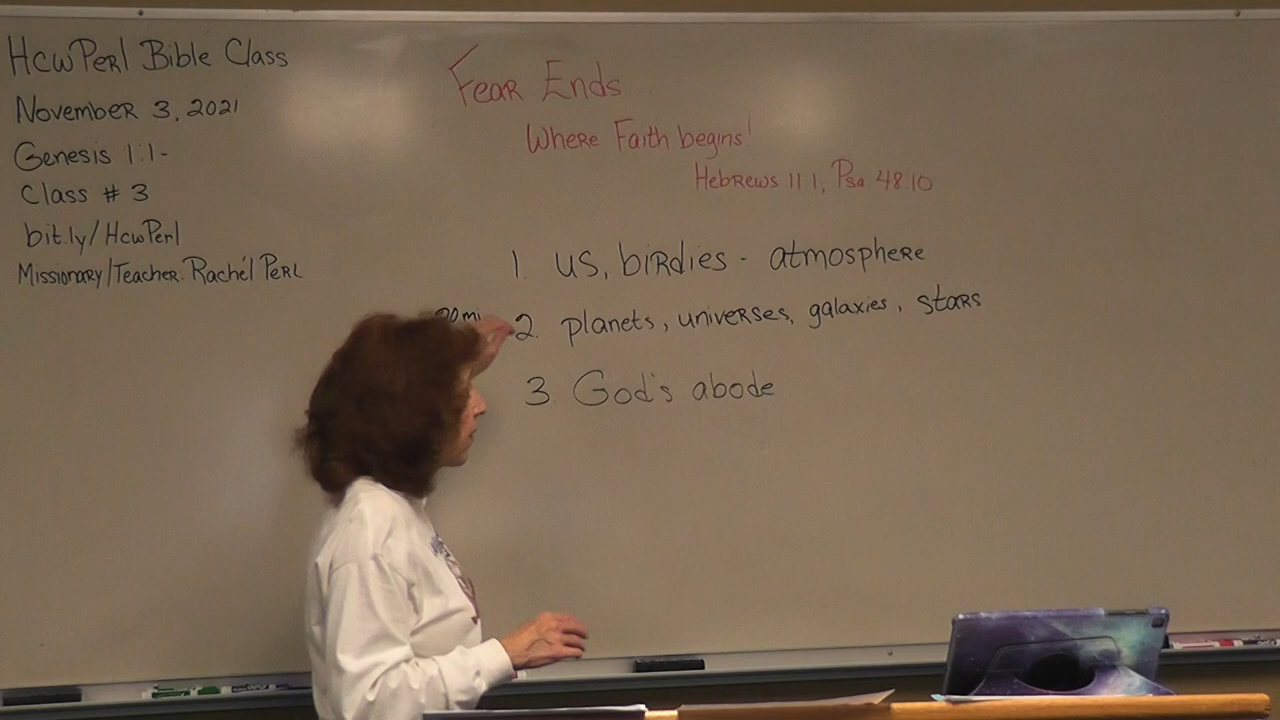 HcwPerl Bible Class
November 3, 2021
Genesis 1:1-
Class # 3
bit.ly/HcwPerl
Missionary/Teacher: Rachél Perl
Fear Ends
Where Faith begins!
Hebrews 11:1, Psa 48:10
1. us, birdies - atmosphere
2. planets, universes, galaxies, stars
3. God's abode